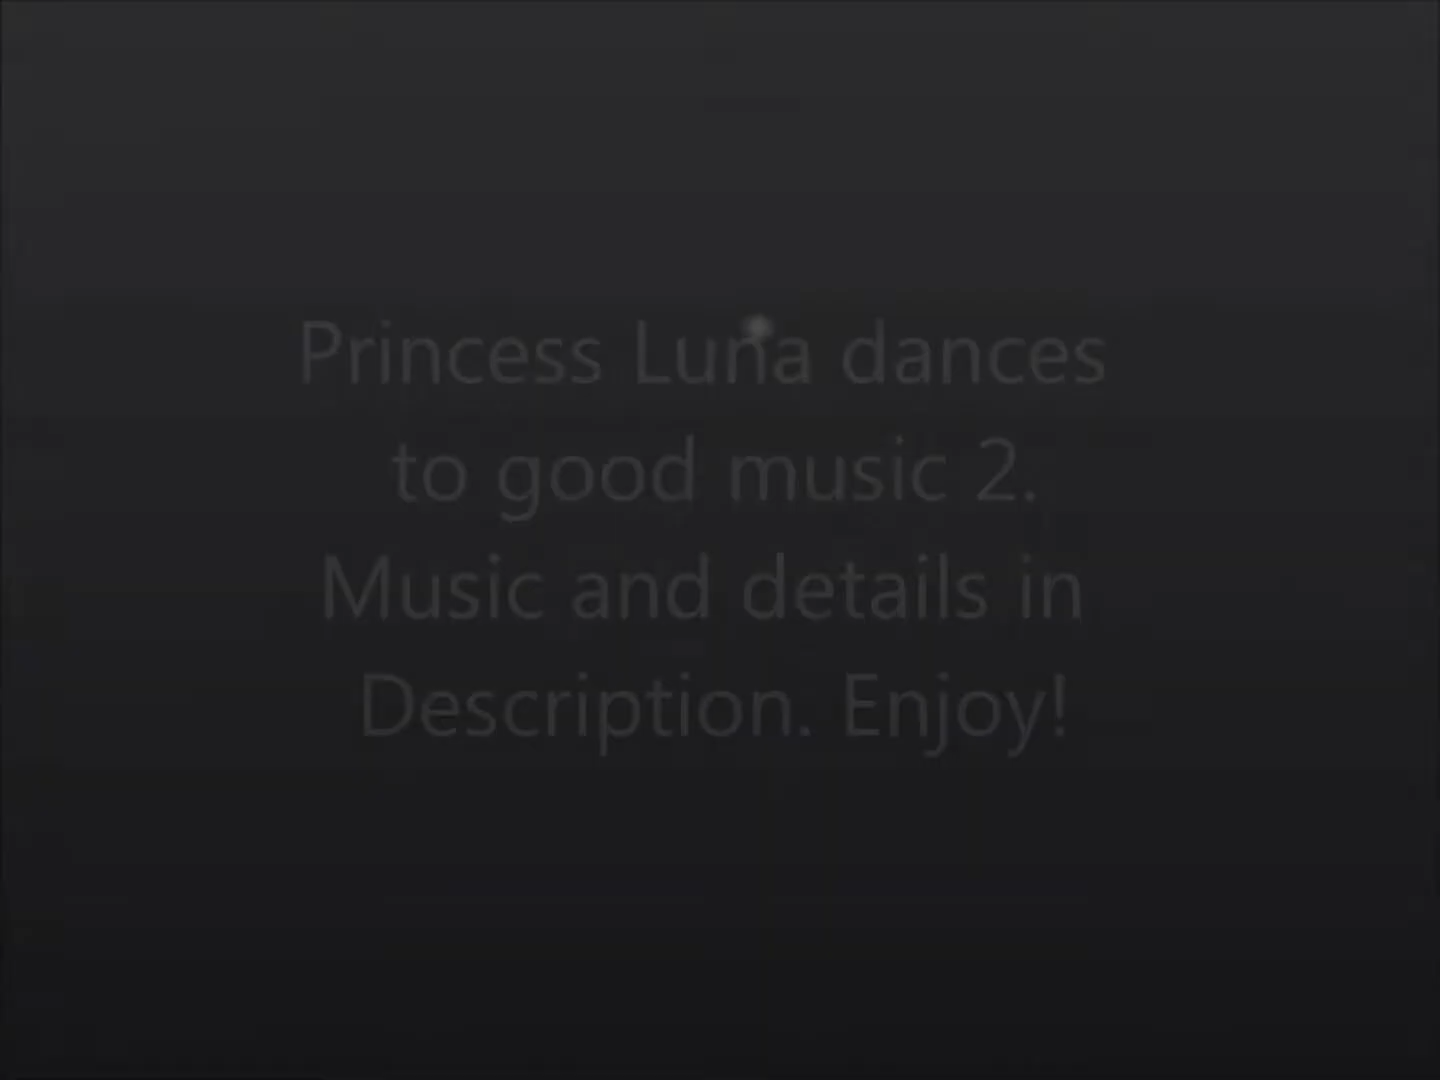 Princess Luna dances
to good music 2.
Music and details in
Description. Enjoy!